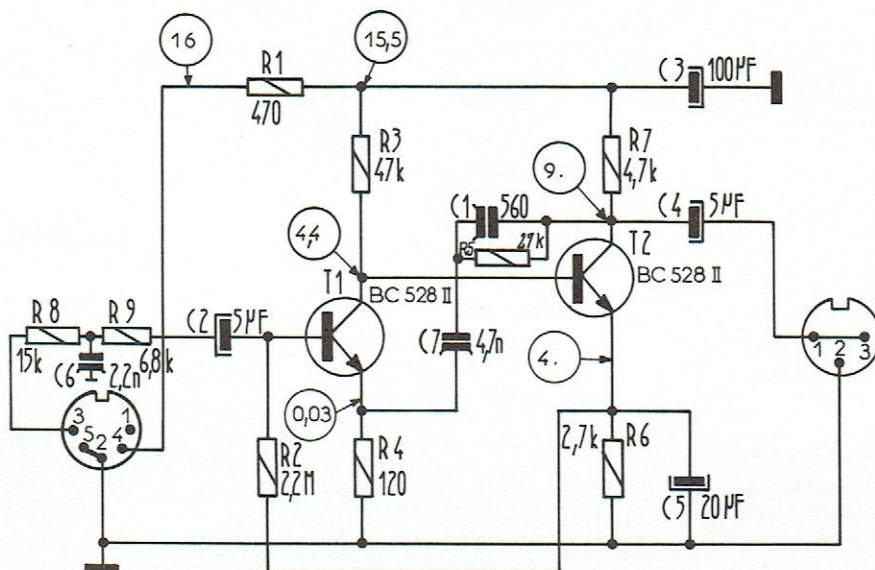 16
15,5
R1
470
C3
100µF
R3
47k
R7
4,7k
9.
C1
560
C4
5µF
4,4
R5
T2
T1
BC 528 II
BC 528 II
R8
R9
C2
5µF
15k
C6
2,2n
6,8k
C7
4,7n
4.
1
2
3
3
5
2
4
1
0,03
R2
2,2M
R4
120
2,7k
R6
C5
20µF